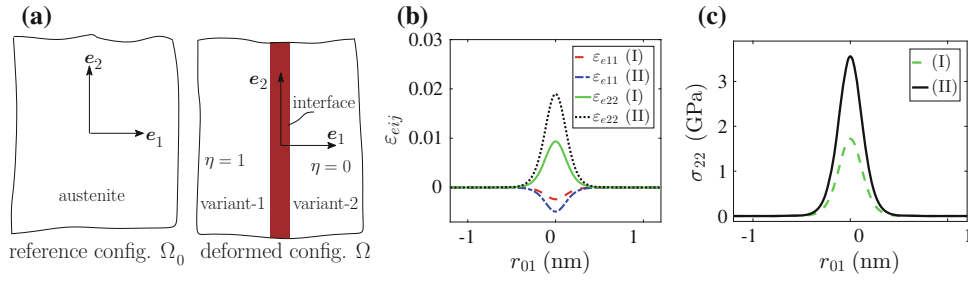 (a)
e2
e1
austenite
reference config. Ω0
e2
interface
e1
η = 1
η = 0
variant-1
variant-2
deformed config. Ω
(b)
0.03
0.02
0.01
0
εeij
εe11 (I)
εe11 (II)
εe22 (I)
εe22 (II)
-1
0
1
r01 (nm)
(c)
3
2
1
0
σ22 (GPa)
(I)
(II)
-1
0
1
r01 (nm)